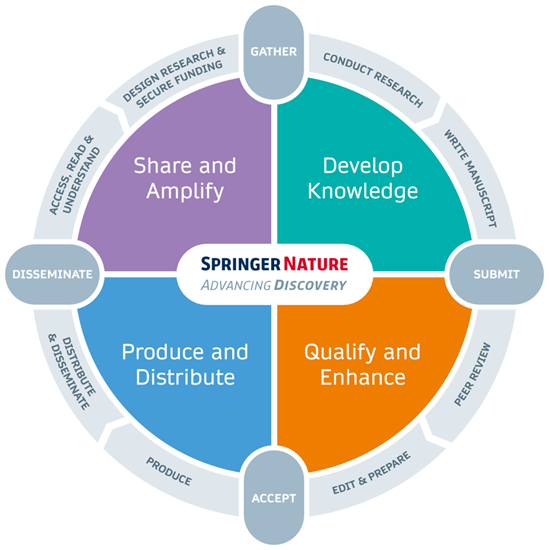 GATHER
CONDUCT RESEARCH
WRITE MANUSCRIPT
SUBMIT
PEER REVIEW
EDIT & PREPARE
ACCEPT
PRODUCE
DISTRIBUTE
& DISSEMINATE
DISSEMINATE
ACCESS, READ &
UNDERSTAND
DESIGN RESEARCH &
SECURE FUNDING
Share and
Amplify
Develop
Knowledge
SPRINGER NATURE
ADVANCING DISCOVERY
Produce and
Distribute
Qualify and
Enhance